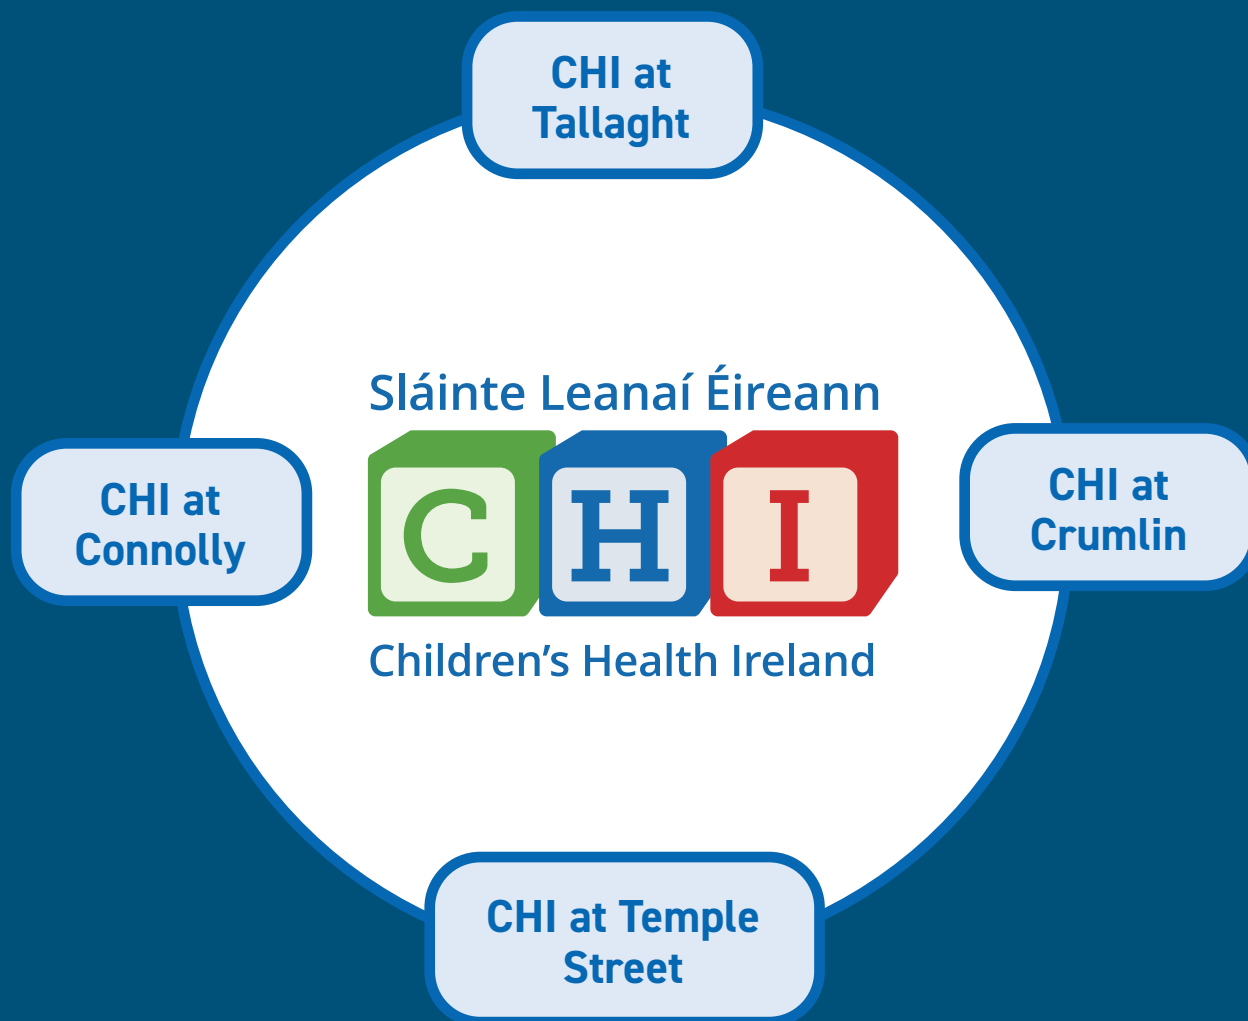 CHI at
Tallaght
Sláinte Leanaí Éireann
CHI at
Connolly
CHI
CHI at
Crumlin
Children’s Health Ireland
CHI at Temple
Street